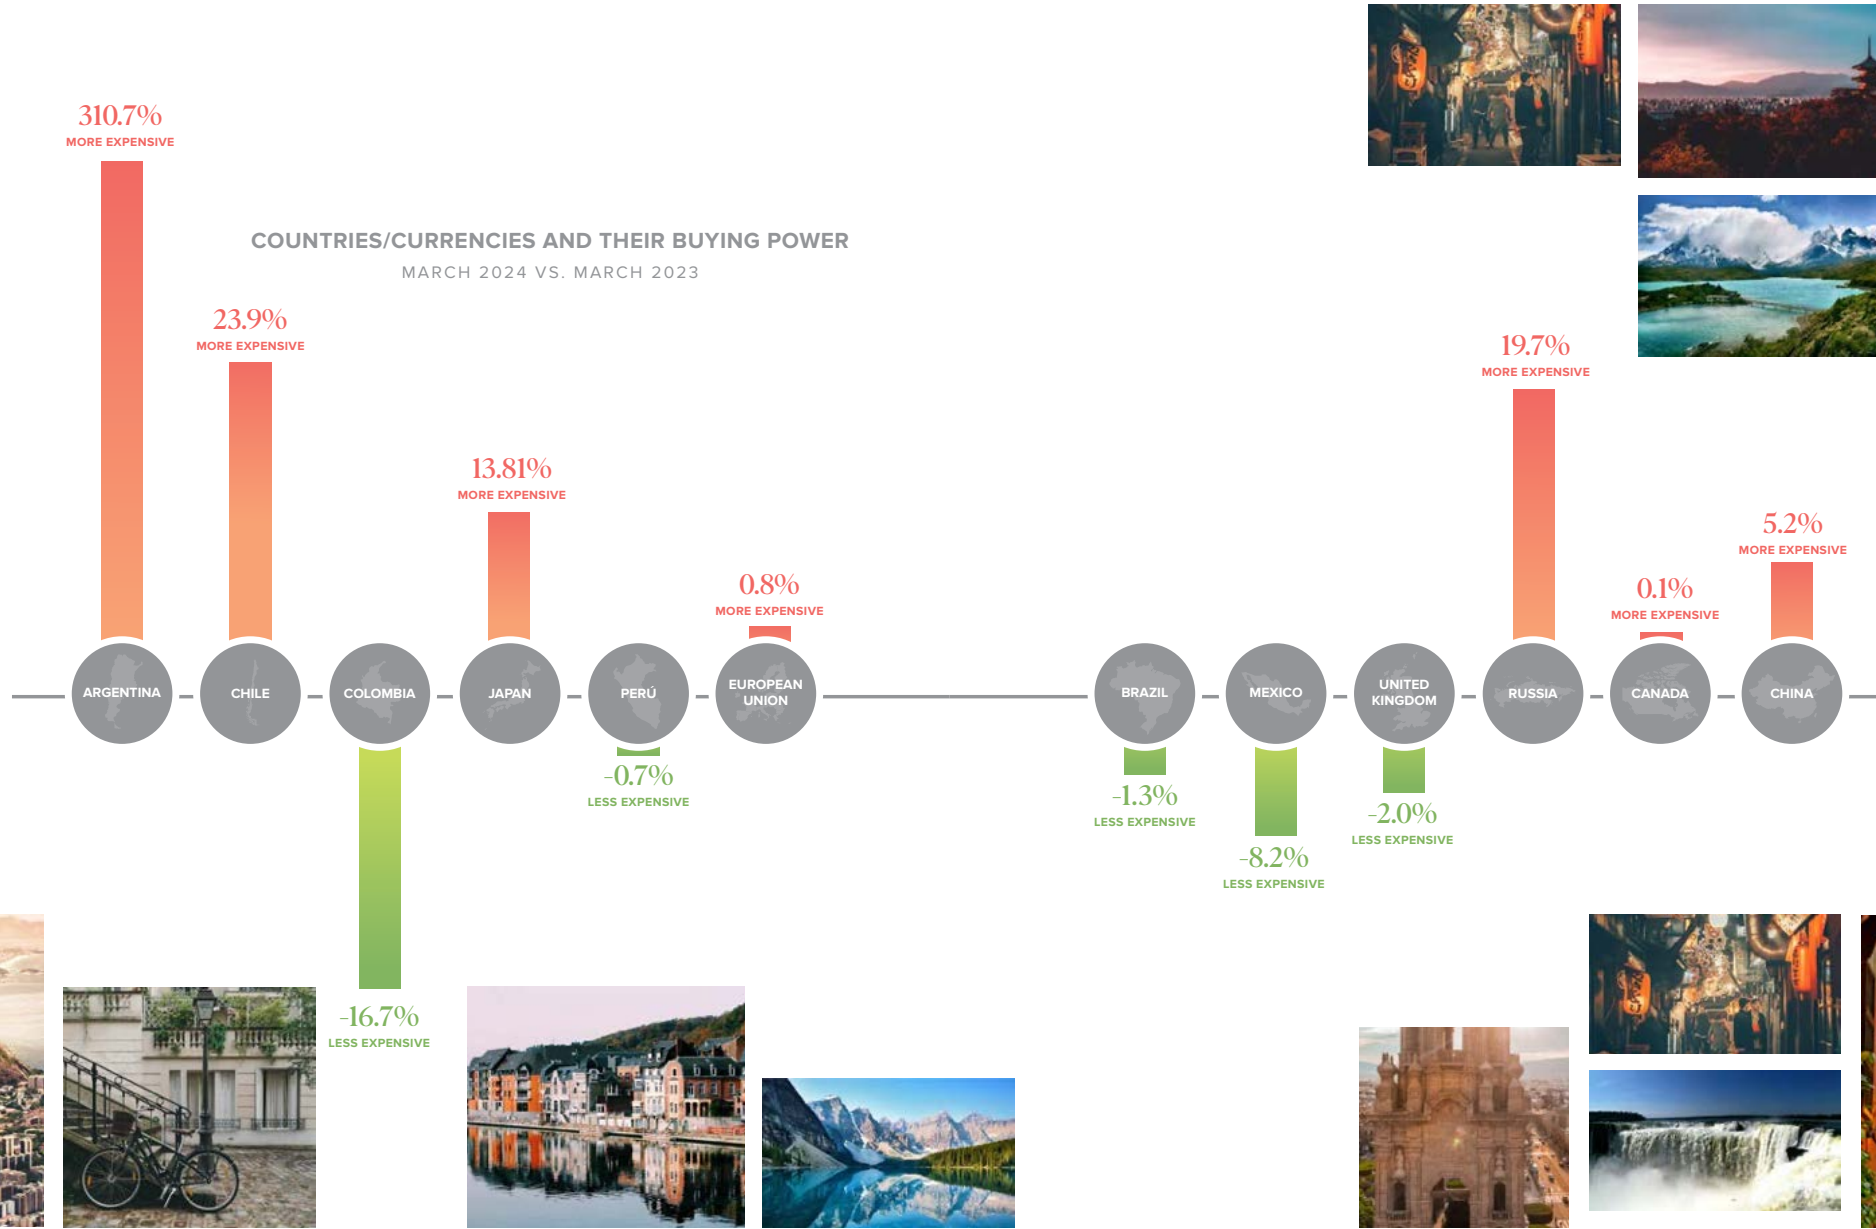 310.7%
MORE EXPENSIVE
COUNTRIES/CURRENCIES AND THEIR BUYING POWER
MARCH 2024 VS. MARCH 2023
23.9%
MORE EXPENSIVE
13.81%
MORE EXPENSIVE
0.8%
MORE EXPENSIVE
19.7%
MORE EXPENSIVE
0.1%
MORE EXPENSIVE
5.2%
MORE EXPENSIVE
ARGENTINA
CHILE
COLOMBIA
JAPAN
PERÚ
EUROPEAN
UNION
BRAZIL
MEXICO
UNITED
KINGDOM
RUSSIA
CANADA
CHINA
-16.7%
LESS EXPENSIVE
-0.7%
LESS EXPENSIVE
-1.3%
LESS EXPENSIVE
-8.2%
LESS EXPENSIVE
-2.0%
LESS EXPENSIVE